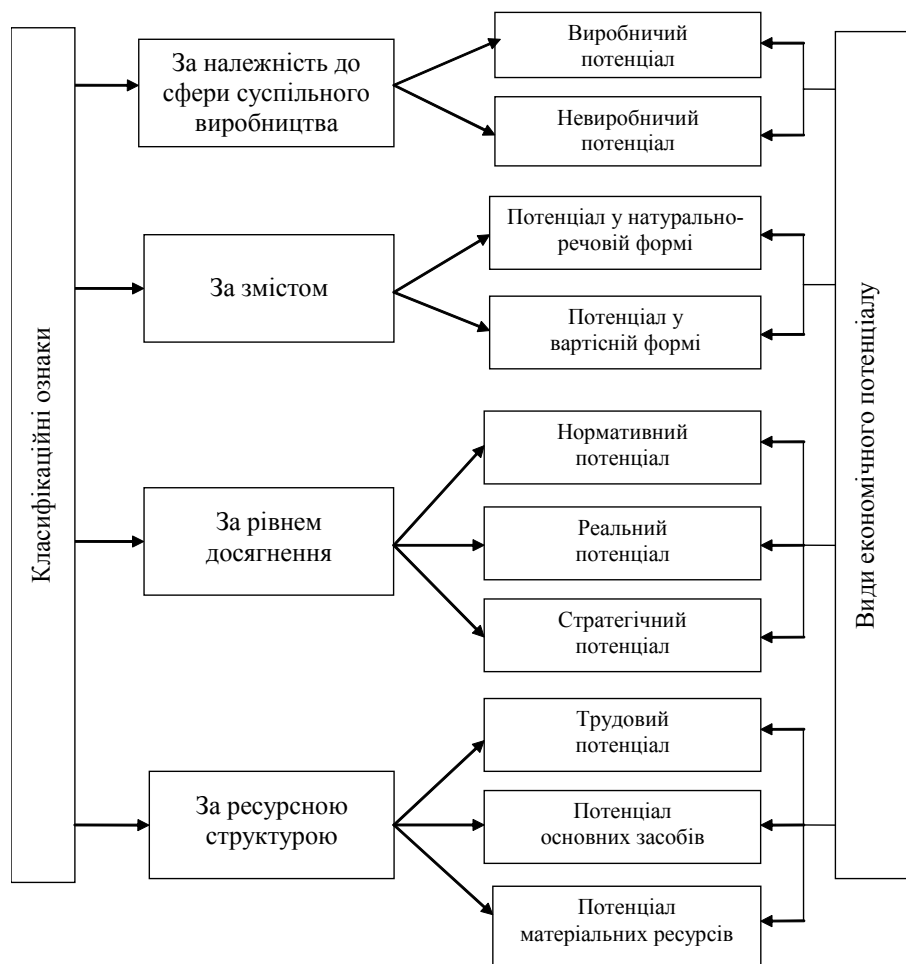 Класифікаційні ознаки
За належність до
сфери суспільного
виробництва
Виробничий
потенціал
Невиробничий
потенціал
За змістом
Потенціал у натурально-
речовій формі
Потенціал у
вартісній формі
За рівнем
досягнення
Нормативний
потенціал
Реальний
потенціал
Стратегічний
потенціал
За ресурсною
структурою
Трудовий
потенціал
Потенціал
основних засобів
Потенціал
матеріальних ресурсів
Види економічного потенціалу